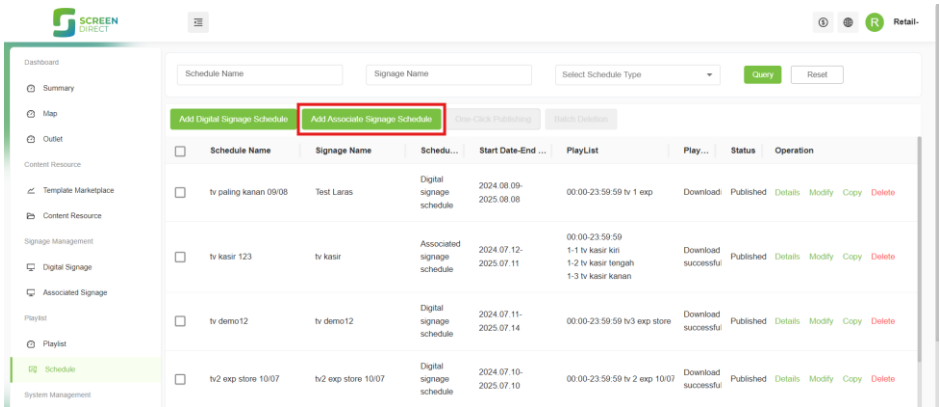 SCREEN
DIRECT
R
Retail-
Dashboard
Summary
Map
Outlet
Content Resource
Template Marketplace
Content Resource
Signage Management
Digital Signage
Associated Signage
Playlist
Playlist
Schedule
System Management
Schedule Name
Signage Name
Select Schedule Type
Query
Reset
Add Digital Signage Schedule
Add Associate Signage Schedule
One-Click Publishing
Batch Deletion
Schedule Name Signage Name Schedu... Start Date-End ... PlayList Play... Status Operation
tv paling kanan 09/08
Test Laras
Digital
signage
schedule
2024.08.09-
2025.08.08
00:00-23:59:59 tv 1 exp
Download
Published
Details Modify Copy Delete
tv kasir 123
tv kasir
Associated
signage
schedule
2024.07.12-
2025.07.11
00:00-23:59:59
1-1 tv kasir kiri
1-2 tv kasir tengah
1-3 tv kasir kanan
Download
successful
Published
Details Modify Copy Delete
tv demo12
tv demo12
Digital
signage
schedule
2024.07.11-
2025.07.14
00:00-23:59:59 tv3 exp store
Download
successful
Published
Details Modify Copy Delete
tv2 exp store 10/07
tv2 exp store 10/07
Digital
signage
schedule
2024.07.10-
2025.07.10
00:00-23:59:59 tv 2 exp 10/07
Download
successful
Published
Details Modify Copy Delete